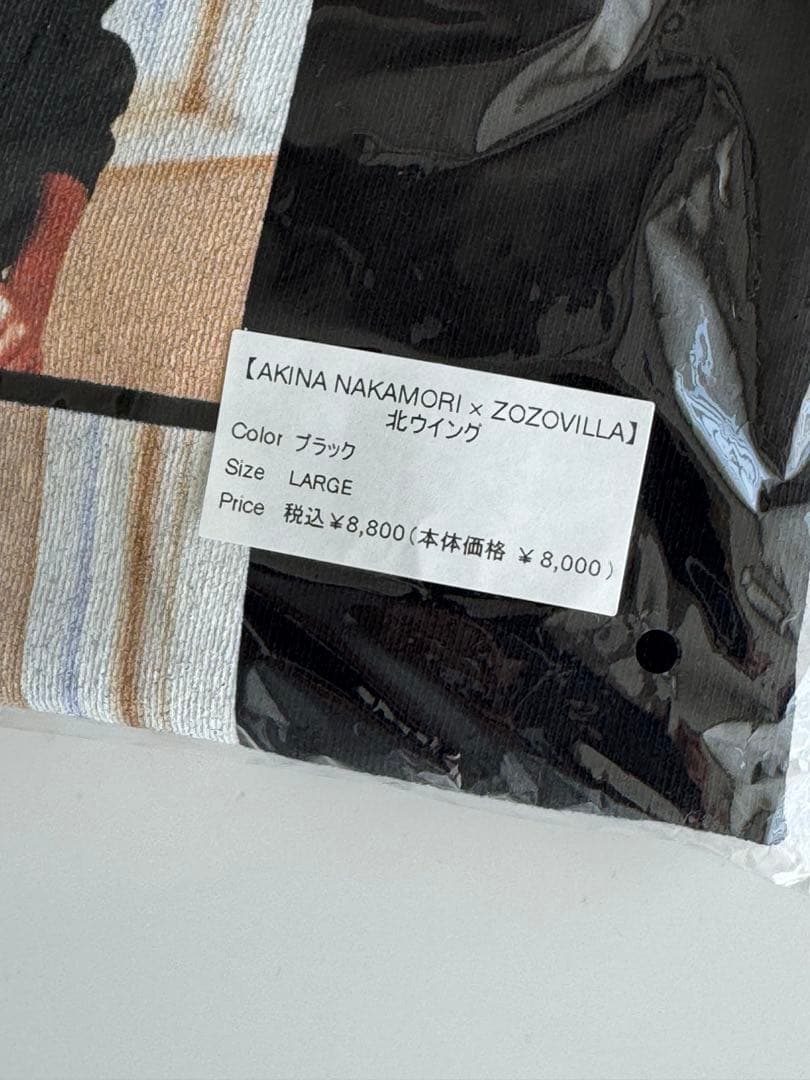 【AKINA NAKAMORI × ZOZOVILLA】
北ウイング
Color ブラック
Size LARGE
Price 税込¥8,800(本体価格 ¥8,000)